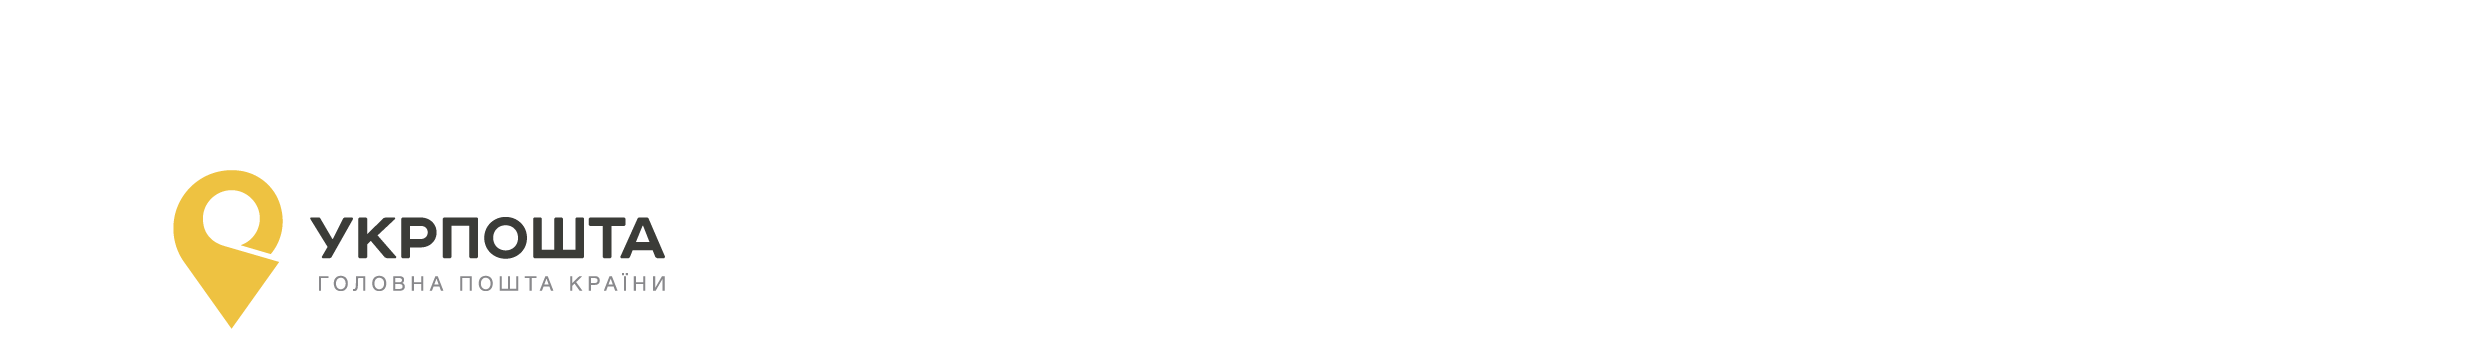 УКРПОШТА
ГОЛОВНА ПОШТА КРАЇНИ